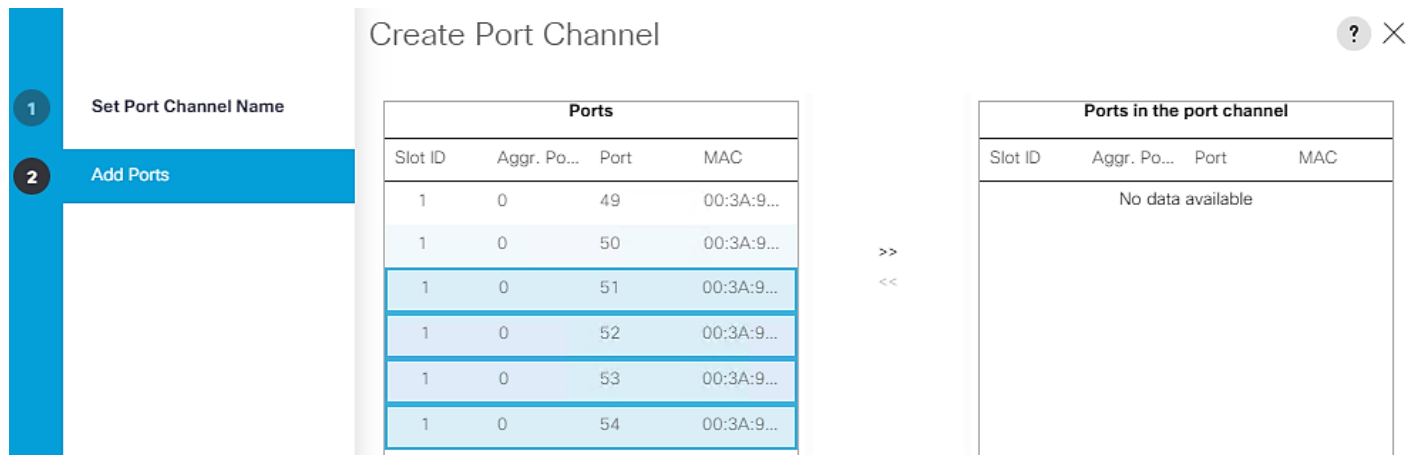 Create Port Channel
?
1 Set Port Channel Name
2 Add Ports
Ports
Slot ID Aggr. Po... Port MAC
1 0 49 00:3A:9...
1 0 50 00:3A:9...
1 0 51 00:3A:9...
1 0 52 00:3A:9...
1 0 53 00:3A:9...
1 0 54 00:3A:9...
>>
<<
Ports in the port channel
Slot ID Aggr. Po... Port MAC
No data available